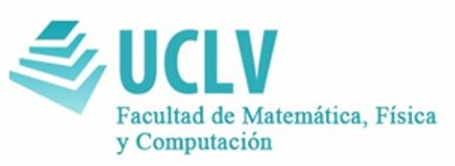 UCLV
Facultad de Matemática, Física
y Computación